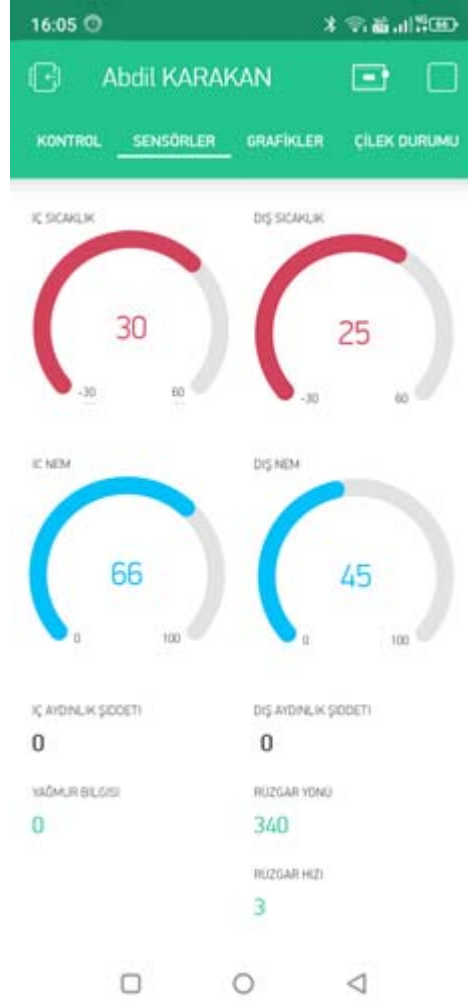 16:05
Abdil KARAKAN
KONTROL SENSÖRLER GRAFİKLER ÇİLEK DURUMU
İÇ SICAKLIK DIŞ SICAKLIK
30 25
-30 60 -30 60
İÇ NEM DIŞ NEM
66 45
0 100 0 100
İÇ AYDINLIK ŞİDDETİ DIŞ AYDINLIK ŞİDDETİ
0 0
YAĞMUR BİLGİSİ RÜZGAR YÖNÜ
0 340
RÜZGAR HIZI
3